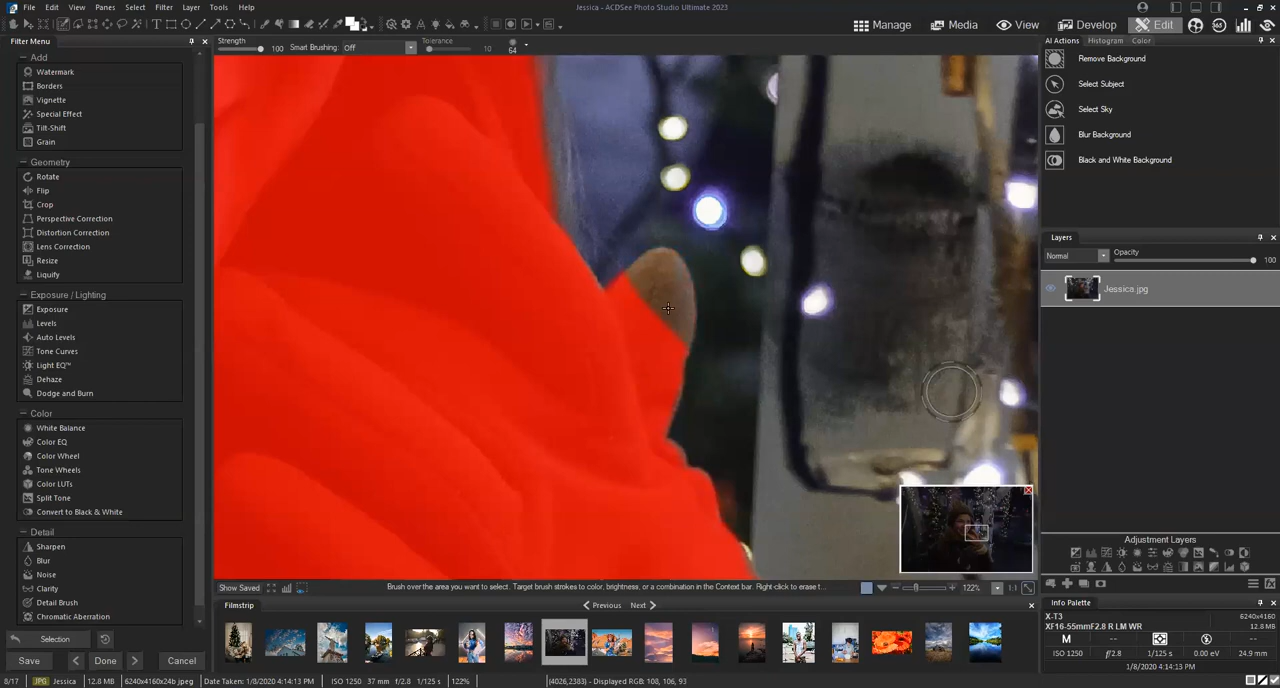 Jessica - ACDSee Photo Studio Ultimate 2023
File Edit View Panes Select Filter Layer Tools Help
Manage Media View Develop Edit 365
Filter Menu
Strength 100 Smart Brushing: Off Tolerance 10 64
AI Actions Histogram Color
Add
Watermark
Borders
Vignette
Special Effect
Tilt-Shift
Grain
Geometry
Rotate
Flip
Crop
Perspective Correction
Distortion Correction
Lens Correction
Resize
Liquify
Exposure / Lighting
Exposure
Levels
Auto Levels
Tone Curves
Light EQ™
Dehaze
Dodge and Burn
Color
White Balance
Color EQ
Color Wheel
Tone Wheels
Color LUTs
Split Tone
Convert to Black & White
Detail
Sharpen
Blur
Noise
Clarity
Detail Brush
Chromatic Aberration
Selection
Save Done Cancel
Remove Background
Select Subject
Select Sky
Blur Background
Black and White Background
Layers
Normal Opacity 100
Jessica.jpg
Adjustment Layers
Show Saved Brush over the area you want to select. Target brush strokes to color, brightness, or a combination in the Context bar. Right-click to erase t... 122% 1:1
Filmstrip Previous Next
Info Palette
X-T3 6240x4160
XF16-55mmF2.8 R LM WR 12.8 MB
M -- --
ISO 1250 f/2.8 1/125 s 0.00 eV 24.9 mm
1/8/2020 4:14:13 PM
8/17 JPG Jessica 12.8 MB 6240x4160x24b jpeg Date Taken: 1/8/2020 4:14:13 PM ISO 1250 37 mm f/2.8 1/125 s 122% (4026,2383) - Displayed RGB: 108, 106, 93